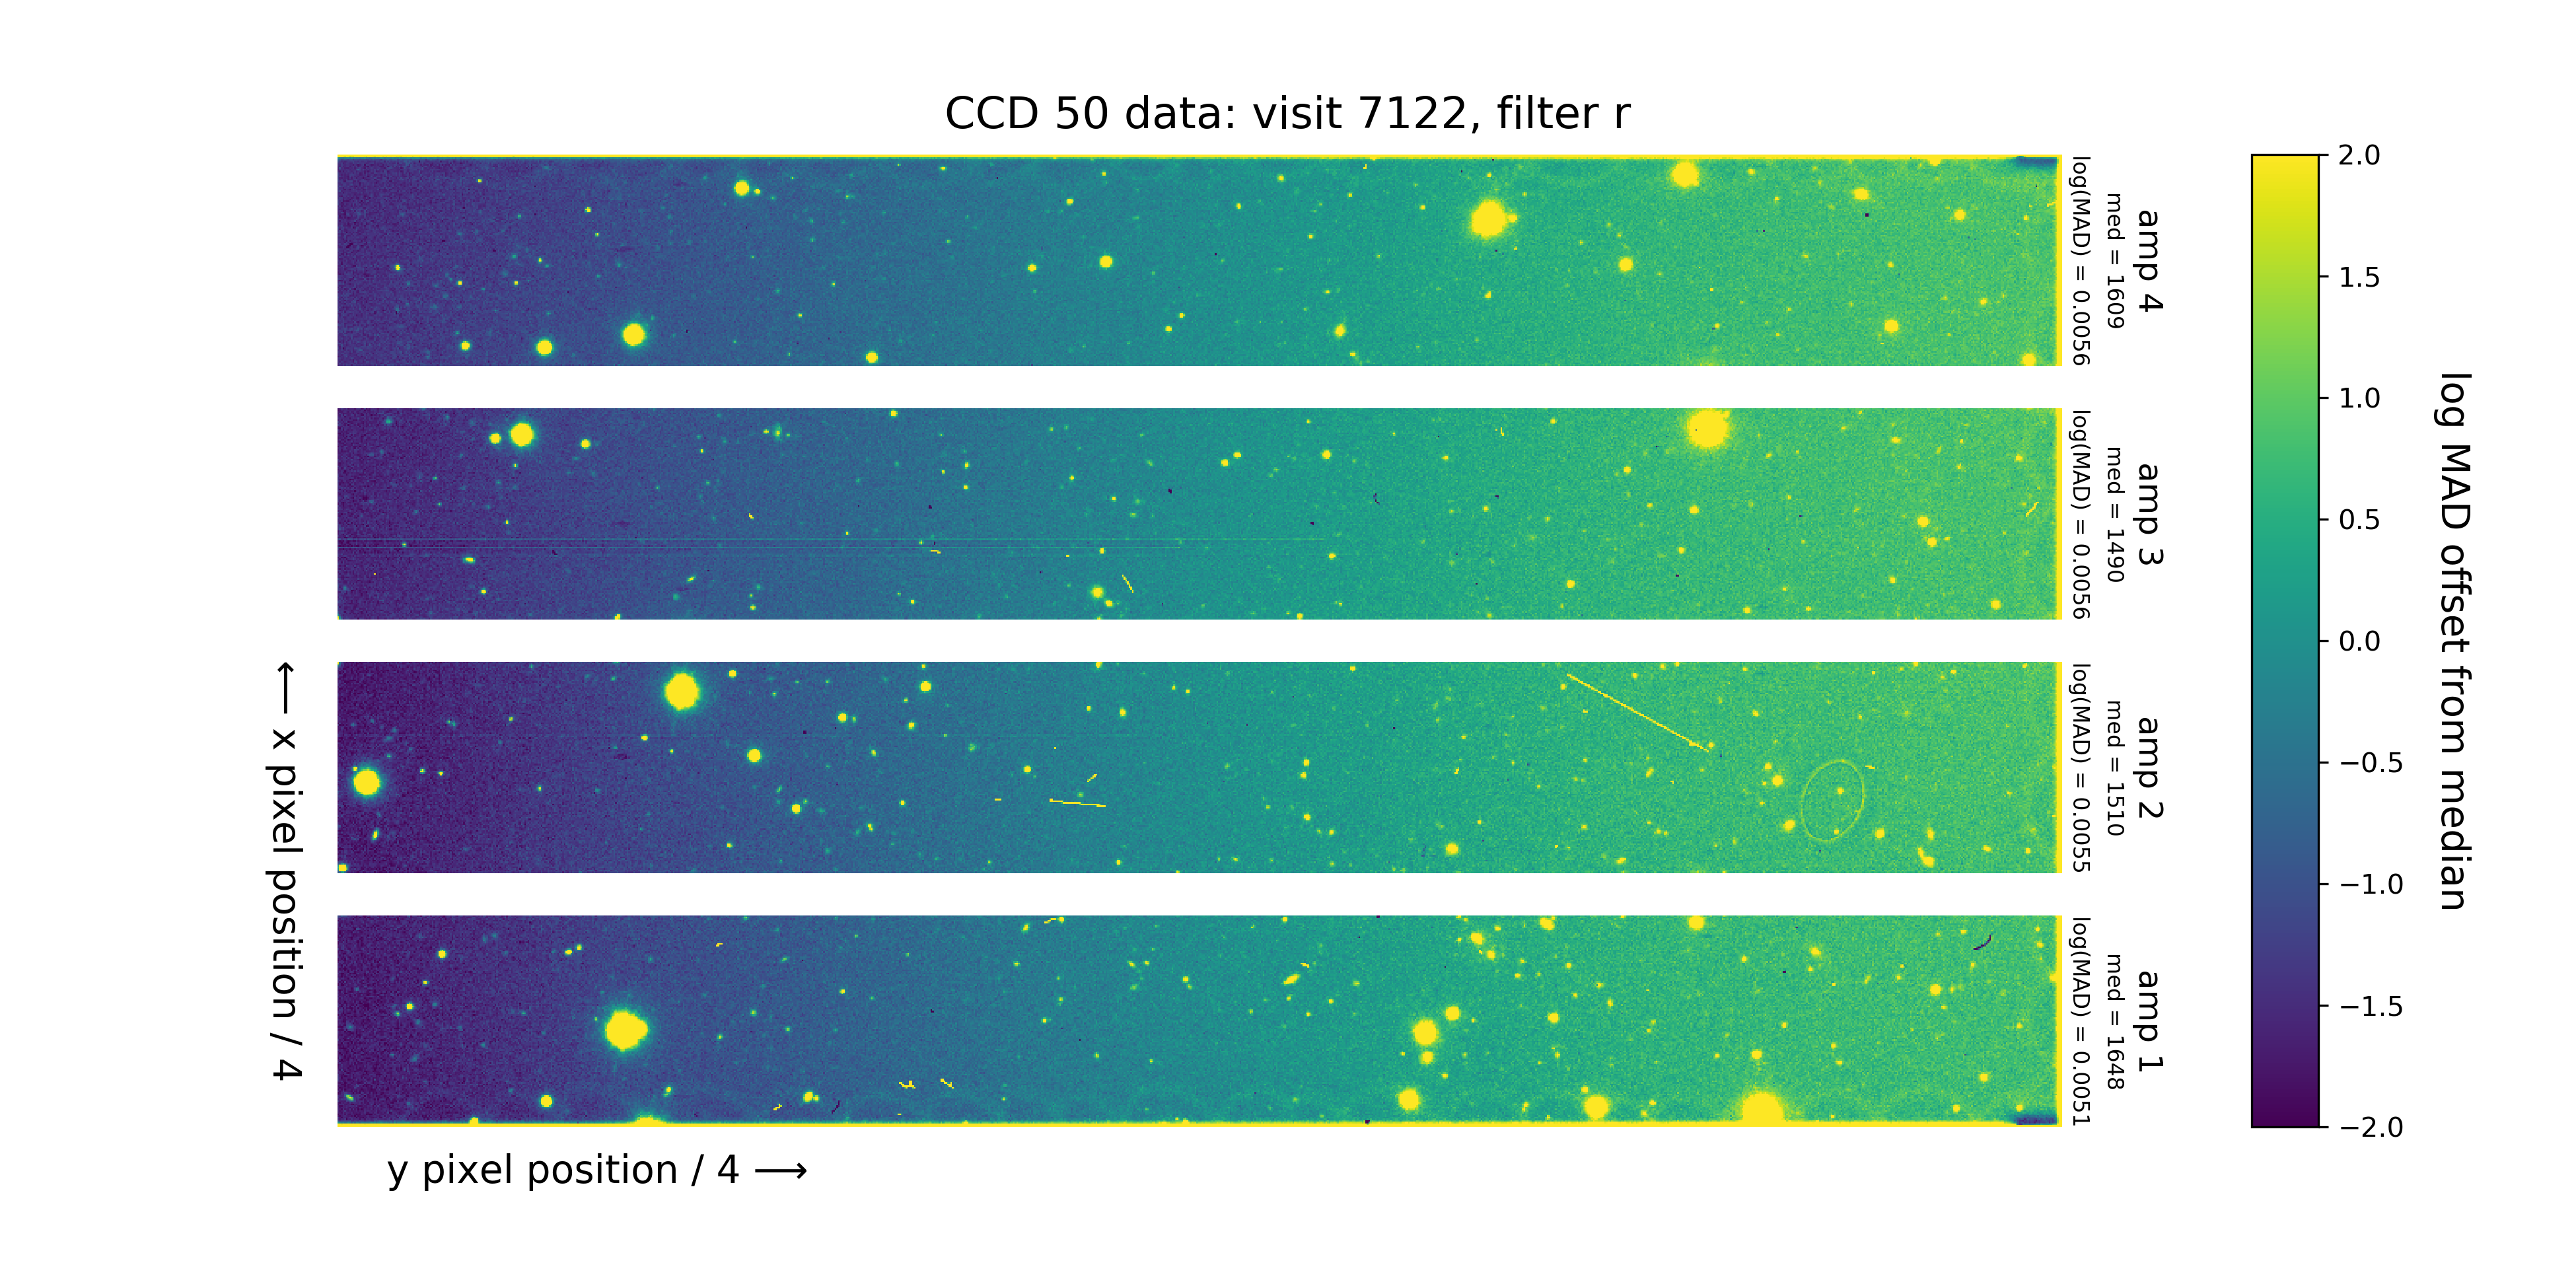 CCD 50 data: visit 7122, filter r
amp 4
med = 1609
log(MAD) = 0.0056
amp 3
med = 1490
log(MAD) = 0.0056
amp 2
med = 1510
log(MAD) = 0.0055
amp 1
med = 1648
log(MAD) = 0.0051
⟵ x pixel position / 4
y pixel position / 4 ⟶
2.0
1.5
1.0
0.5
0.0
−0.5
−1.0
−1.5
−2.0
log MAD offset from median